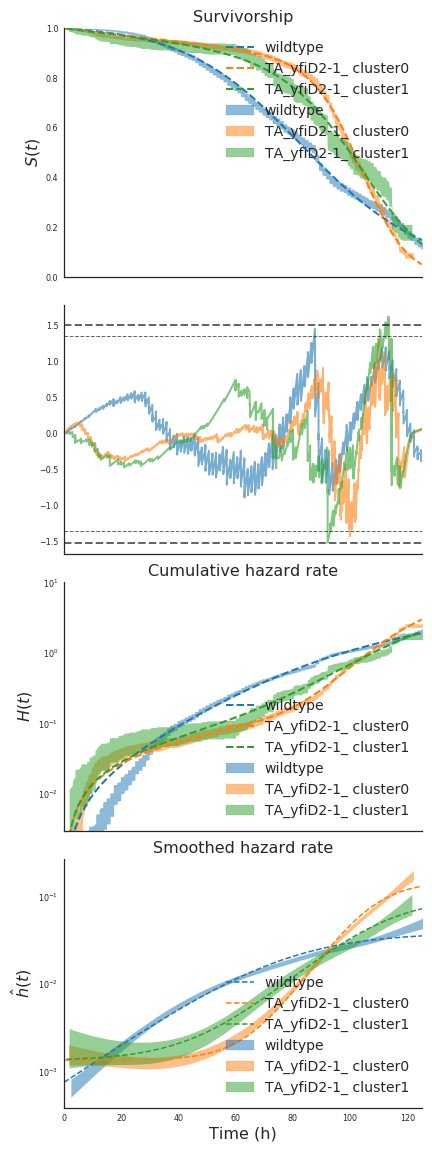 Survivorship
1.0
0.8
0.6
0.4
0.2
0.0
S(t)
wildtype
TA_yfiD2-1_ cluster0
TA_yfiD2-1_ cluster1
wildtype
TA_yfiD2-1_ cluster0
TA_yfiD2-1_ cluster1
1.5
1.0
0.5
0.0
−0.5
−1.0
−1.5
Cumulative hazard rate
10¹
10⁰
10⁻¹
10⁻²
H(t)
wildtype
TA_yfiD2-1_ cluster0
TA_yfiD2-1_ cluster1
wildtype
TA_yfiD2-1_ cluster0
TA_yfiD2-1_ cluster1
Smoothed hazard rate
10⁻¹
10⁻²
10⁻³
ĥ(t)
wildtype
TA_yfiD2-1_ cluster0
TA_yfiD2-1_ cluster1
wildtype
TA_yfiD2-1_ cluster0
TA_yfiD2-1_ cluster1
0 20 40 60 80 100 120
Time (h)